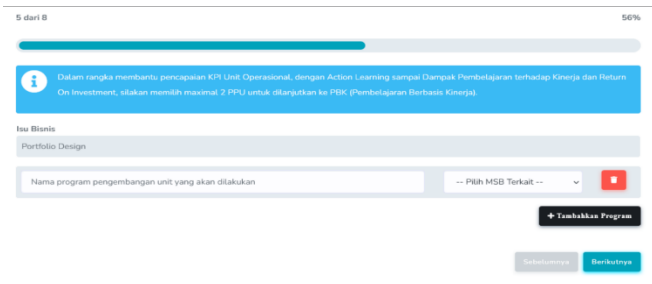 5 dari 8
56%
Dalam rangka membantu pencapaian KPI Unit Operasional, dengan Action Learning sampai Dampak Pembelajaran terhadap Kinerja dan Return
On Investment, silakan memilih maximal 2 PPU untuk dilanjutkan ke PBK (Pembelajaran Berbasis Kinerja).
Isu Bisnis
Portfolio Design
Nama program pengembangan unit yang akan dilakukan
-- Pilih MSB Terkait --
+ Tambahkan Program
Sebelumnya
Berikutnya